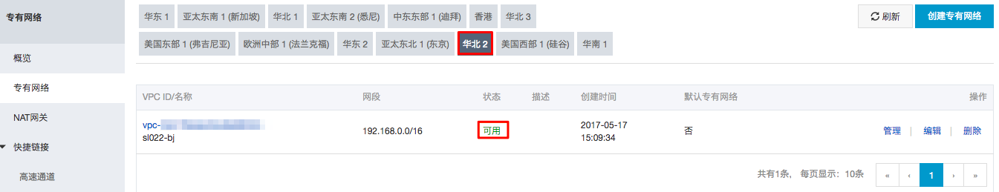 专有网络
概览
专有网络
NAT网关
快捷链接
高速通道
华东 1 亚太东南 1 (新加坡) 华北 1 亚太东南 2 (悉尼) 中东东部 1 (迪拜) 香港 华北 3
美国东部 1 (弗吉尼亚) 欧洲中部 1 (法兰克福) 华东 2 亚太东北 1 (东京) 华北 2 美国西部 1 (硅谷) 华南 1
刷新 创建专有网络
VPC ID/名称 网段 状态 描述 创建时间 默认专有网络 操作
vpc-
sl022-bj
192.168.0.0/16 可用
2017-05-17
15:09:34
否 管理 | 编辑 | 删除
共有1条, 每页显示：10条 « ‹ 1 › »